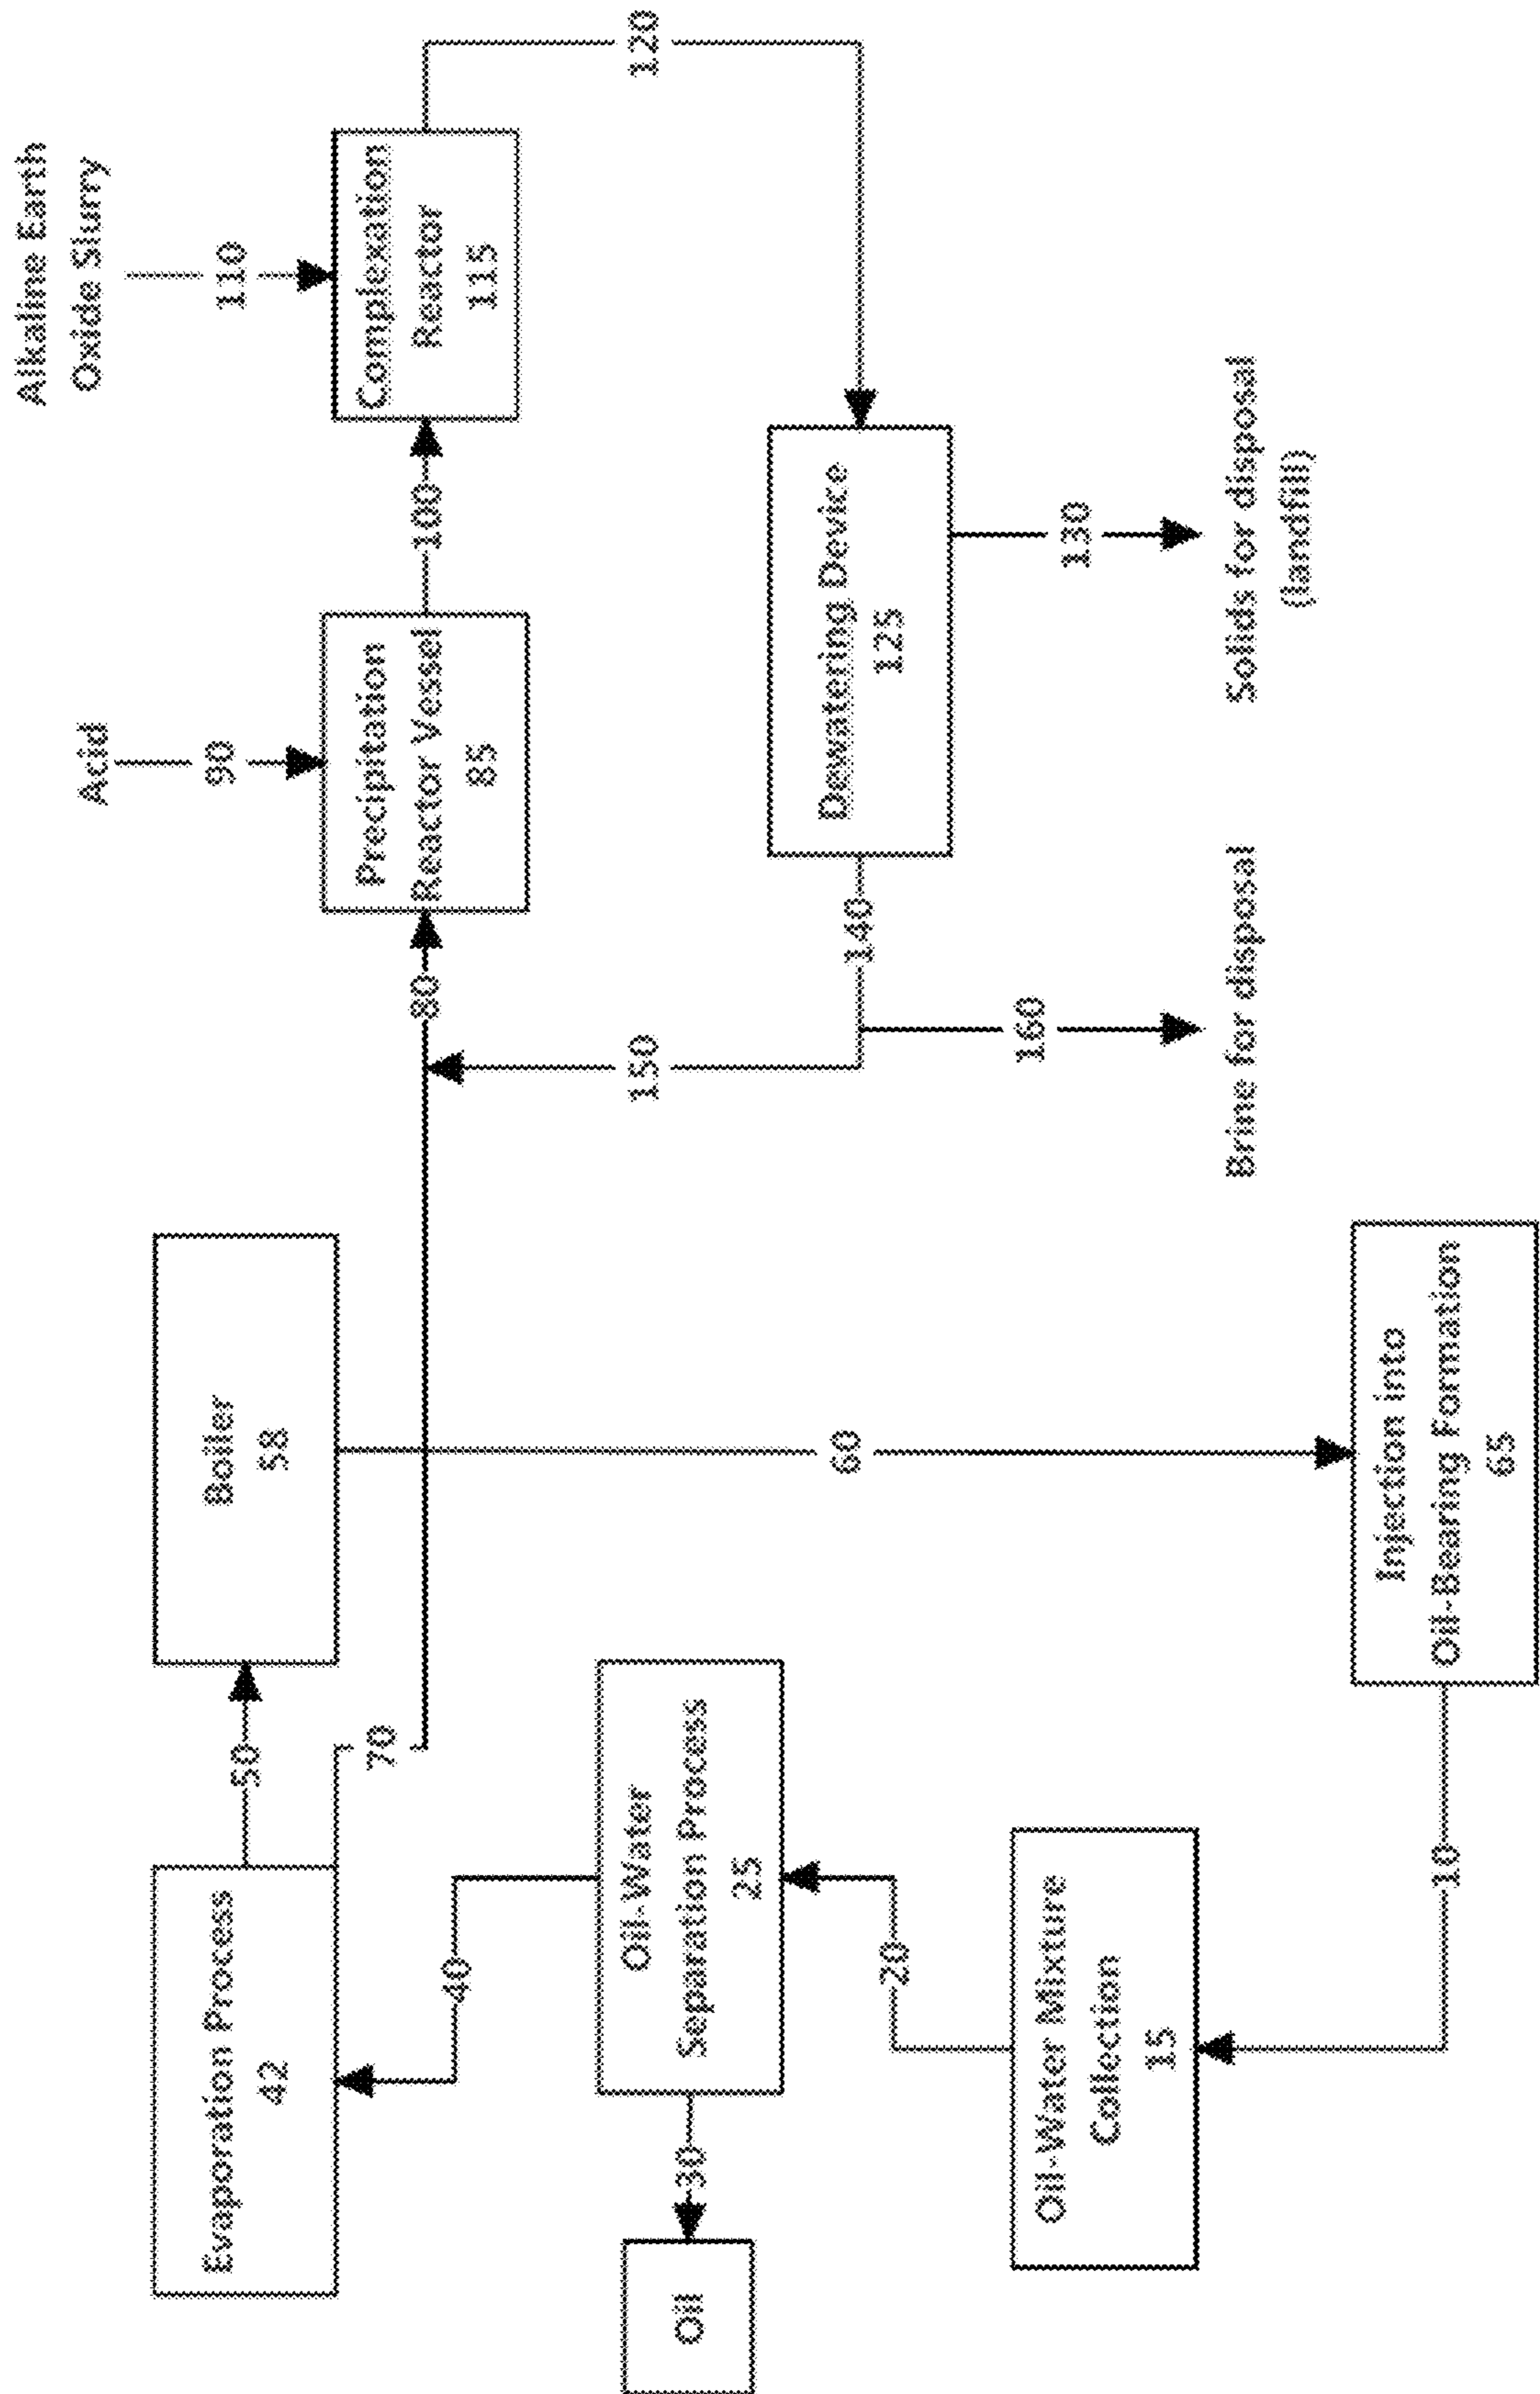 Alkaline Earth
Oxide Slurry
Acid
110
90
Evaporation Process
42
50
Boiler
58
Precipitation
Reactor Vessel
85
Complexation
Reactor
115
70
80
100
40
120
60
150
Oil
30
Oil-Water
Separation Process
25
20
140
Dewatering Device
125
160
130
Oil-Water Mixture
Collection
15
Brine for disposal
Solids for disposal
(landfill)
10
Injection into
Oil-Bearing Formation
65